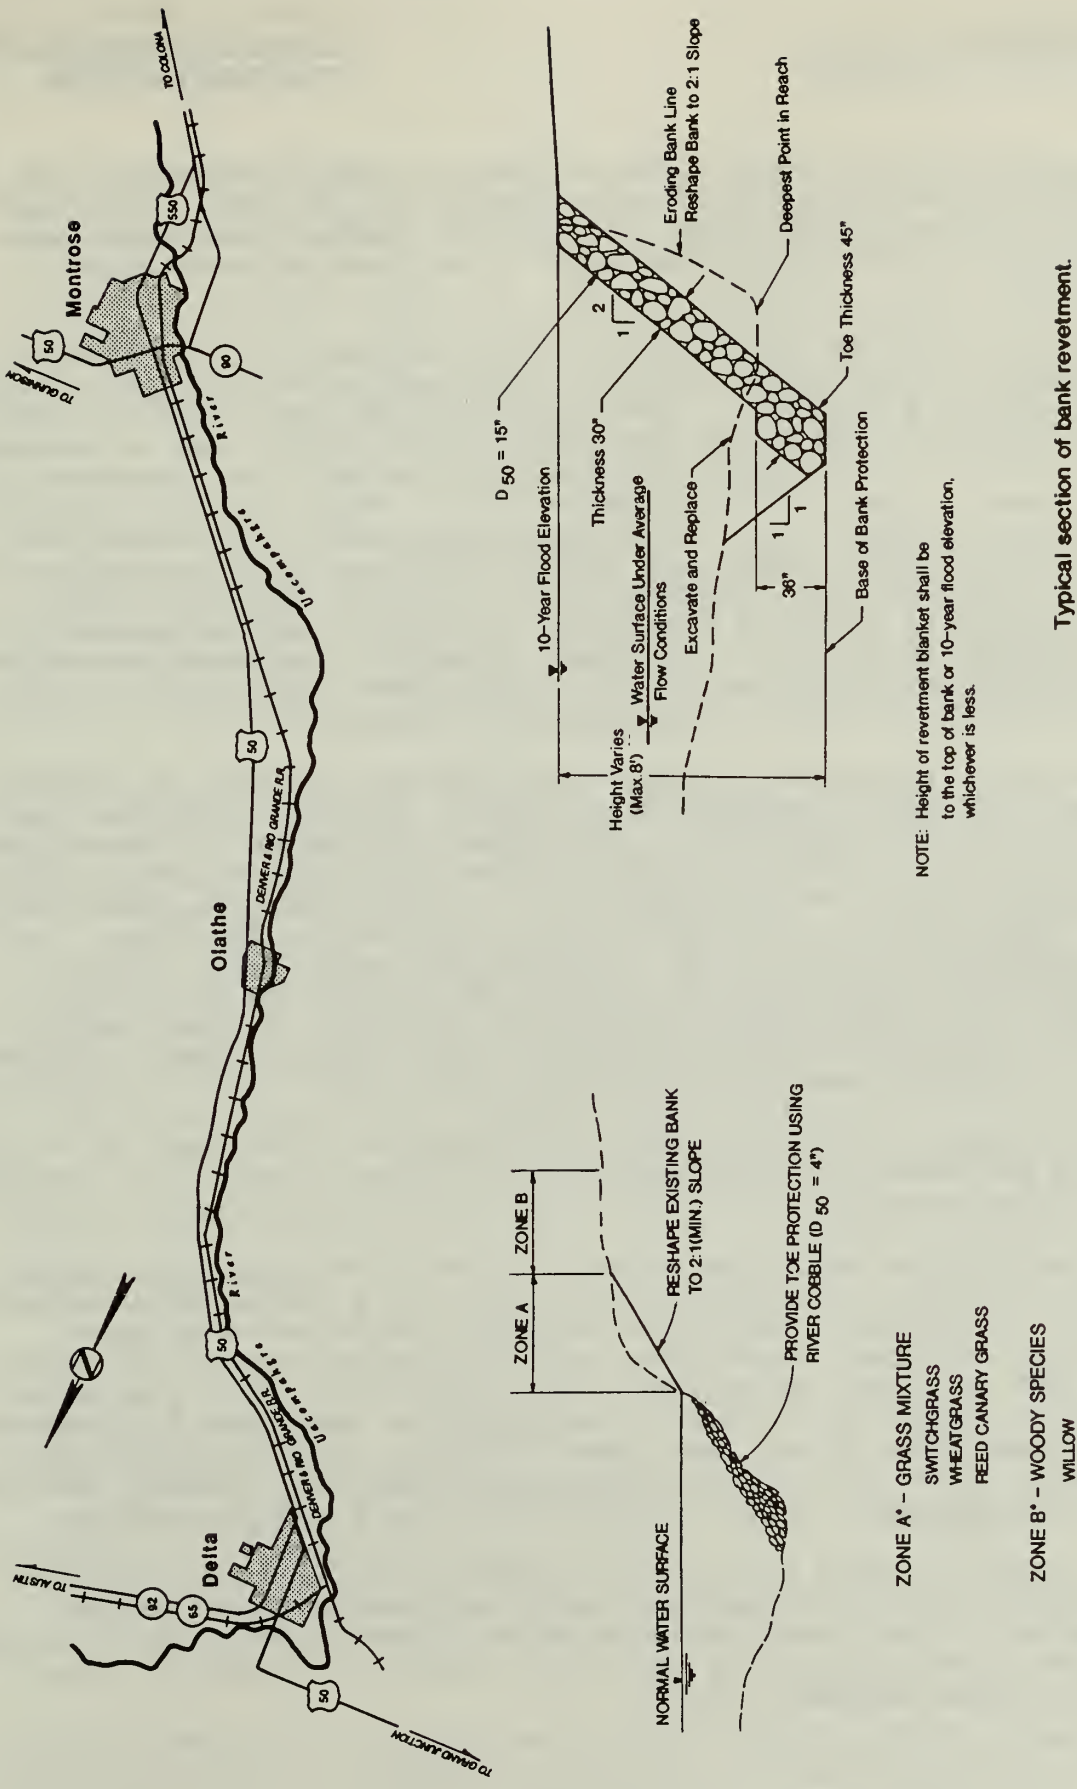 TO COLONA
Montrose
550
50
TO GUNNISON
90
River
Uncompahgre
50
DENVER & RIO GRANDE R.R.
Olathe
River
50
Uncompahgre
DENVER & RIO GRANDE R.R.
Delta
TO AUSTIN
92
65
50
TO GRAND JUNCTION
ZONE A
ZONE B
RESHAPE EXISTING BANK
TO 2:1(MIN.) SLOPE
NORMAL WATER SURFACE
PROVIDE TOE PROTECTION USING
RIVER COBBLE (D 50 = 4")
ZONE A* - GRASS MIXTURE
SWITCHGRASS
WHEATGRASS
REED CANARY GRASS
ZONE B* - WOODY SPECIES
WILLOW
D 50 = 15"
10-Year Flood Elevation
Thickness 30"
2
1
Eroding Bank Line
Reshape Bank to 2:1 Slope
Height Varies
(Max.8')
Water Surface Under Average
Flow Conditions
Excavate and Replace
Deepest Point in Reach
1
1
36"
Toe Thickness 45"
Base of Bank Protection
NOTE: Height of revetment blanket shall be
to the top of bank or 10-year flood elevation,
whichever is less.
Typical section of bank revetment.